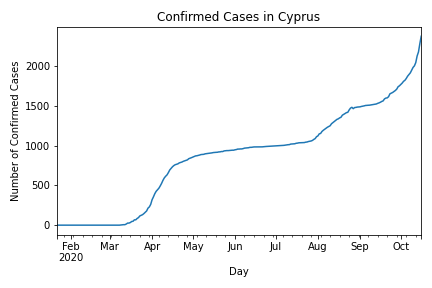 Confirmed Cases in Cyprus
Number of Confirmed Cases
2000
1500
1000
500
0
Feb Mar Apr May Jun Jul Aug Sep Oct
2020
Day